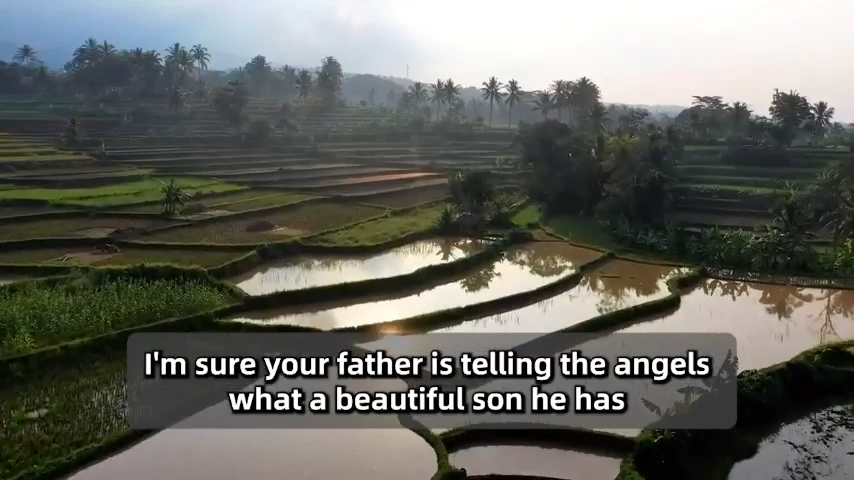 I'm sure your father is telling the angels
what a beautiful son he has